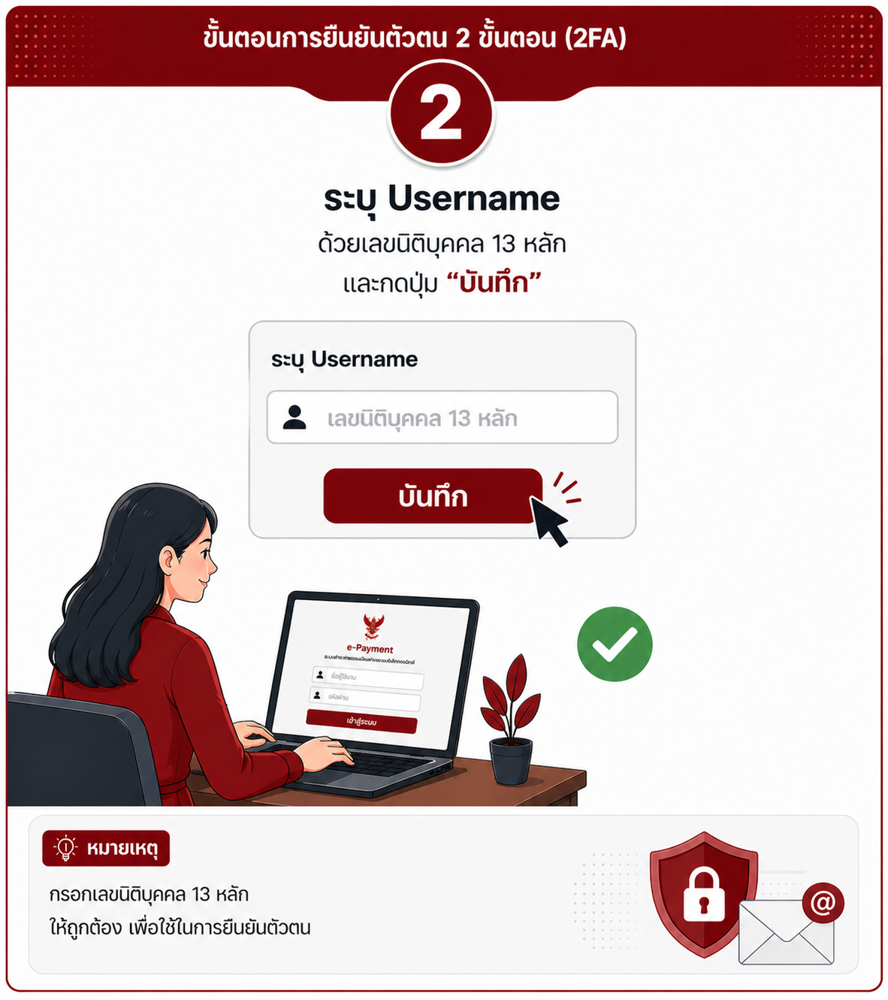 ขั้นตอนการยืนยันตัวตน 2 ขั้นตอน (2FA)
2
ระบุ Username
ด้วยเลขนิติบุคคล 13 หลัก
และกดปุ่ม “บันทึก”
ระบุ Username
เลขนิติบุคคล 13 หลัก
บันทึก
e-Payment
ชื่อผู้ใช้งาน
รหัสผ่าน
เข้าสู่ระบบ
หมายเหตุ
กรอกเลขนิติบุคคล 13 หลัก
ให้ถูกต้อง เพื่อใช้ในการยืนยันตัวตน
@